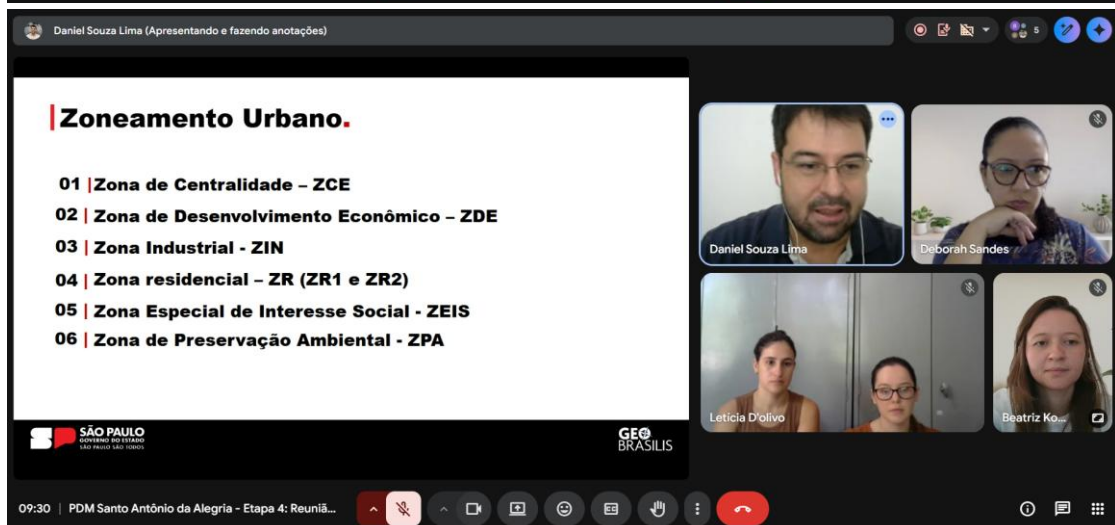 Daniel Souza Lima (Apresentando e fazendo anotações)
5
Zoneamento Urbano.
01 | Zona de Centralidade – ZCE
02 | Zona de Desenvolvimento Econômico – ZDE
03 | Zona Industrial - ZIN
04 | Zona residencial – ZR (ZR1 e ZR2)
05 | Zona Especial de Interesse Social - ZEIS
06 | Zona de Preservação Ambiental - ZPA
SÃO PAULO
GOVERNO DO ESTADO
SÃO PAULO SÃO TODOS
GEO
BRASILIS
Daniel Souza Lima
Deborah Sandes
Letícia D'olivo
Beatriz Ko...
09:30 | PDM Santo Antônio da Alegria - Etapa 4: Reuniã...
CC